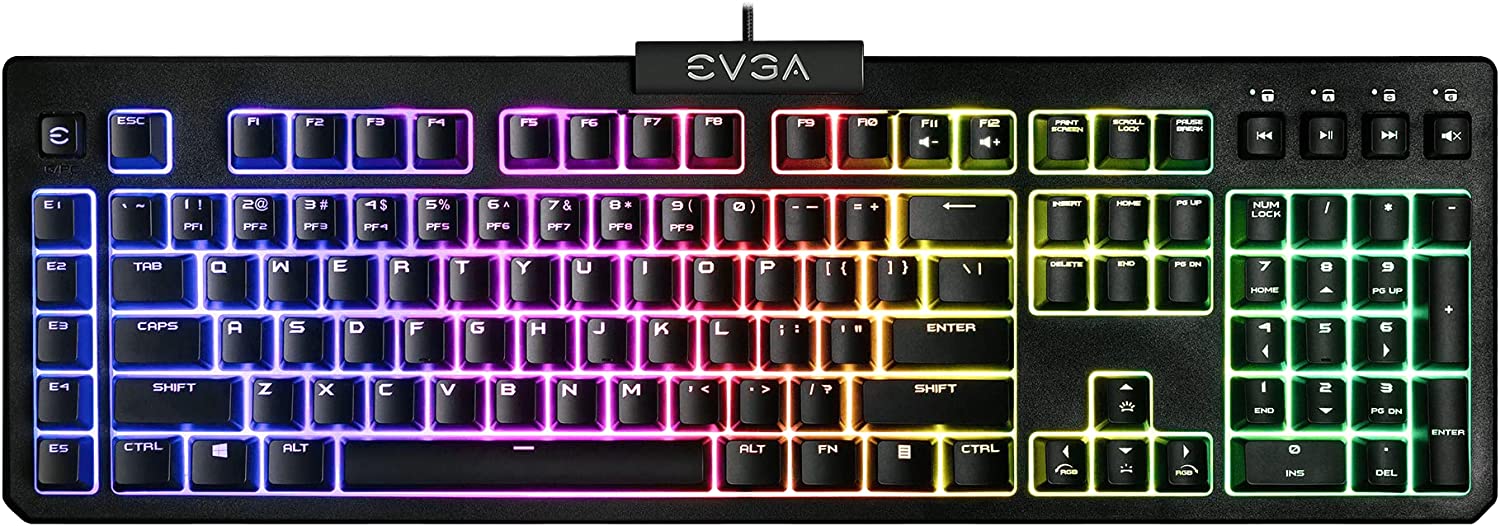 EVGA
1 A S G
ESC F1 F2 F3 F4 F5 F6 F7 F8 F9 F10 F11 F12 PRINT SCREEN SCROLL LOCK PAUSE BREAK
E1 ` ~ 1 ! 2 @ 3 # 4 $ 5 % 6 ^ 7 & 8 * 9 ( 0 ) - – = + ← INSERT HOME PG UP NUM LOCK / * -
PF1 PF2 PF3 PF4 PF5 PF6 PF7 PF8 PF9
E2 TAB Q W E R T Y U I O P [ { ] } \ | DELETE END PG DN 7 8 9 +
HOME PG UP
E3 CAPS A S D F G H J K L ; : ' " ENTER 4 5 6
E4 SHIFT Z X C V B N M , < . > / ? SHIFT 1 2 3
END PG DN ENTER
E5 CTRL ALT ALT FN CTRL RGB RGB 0 .
INS DEL